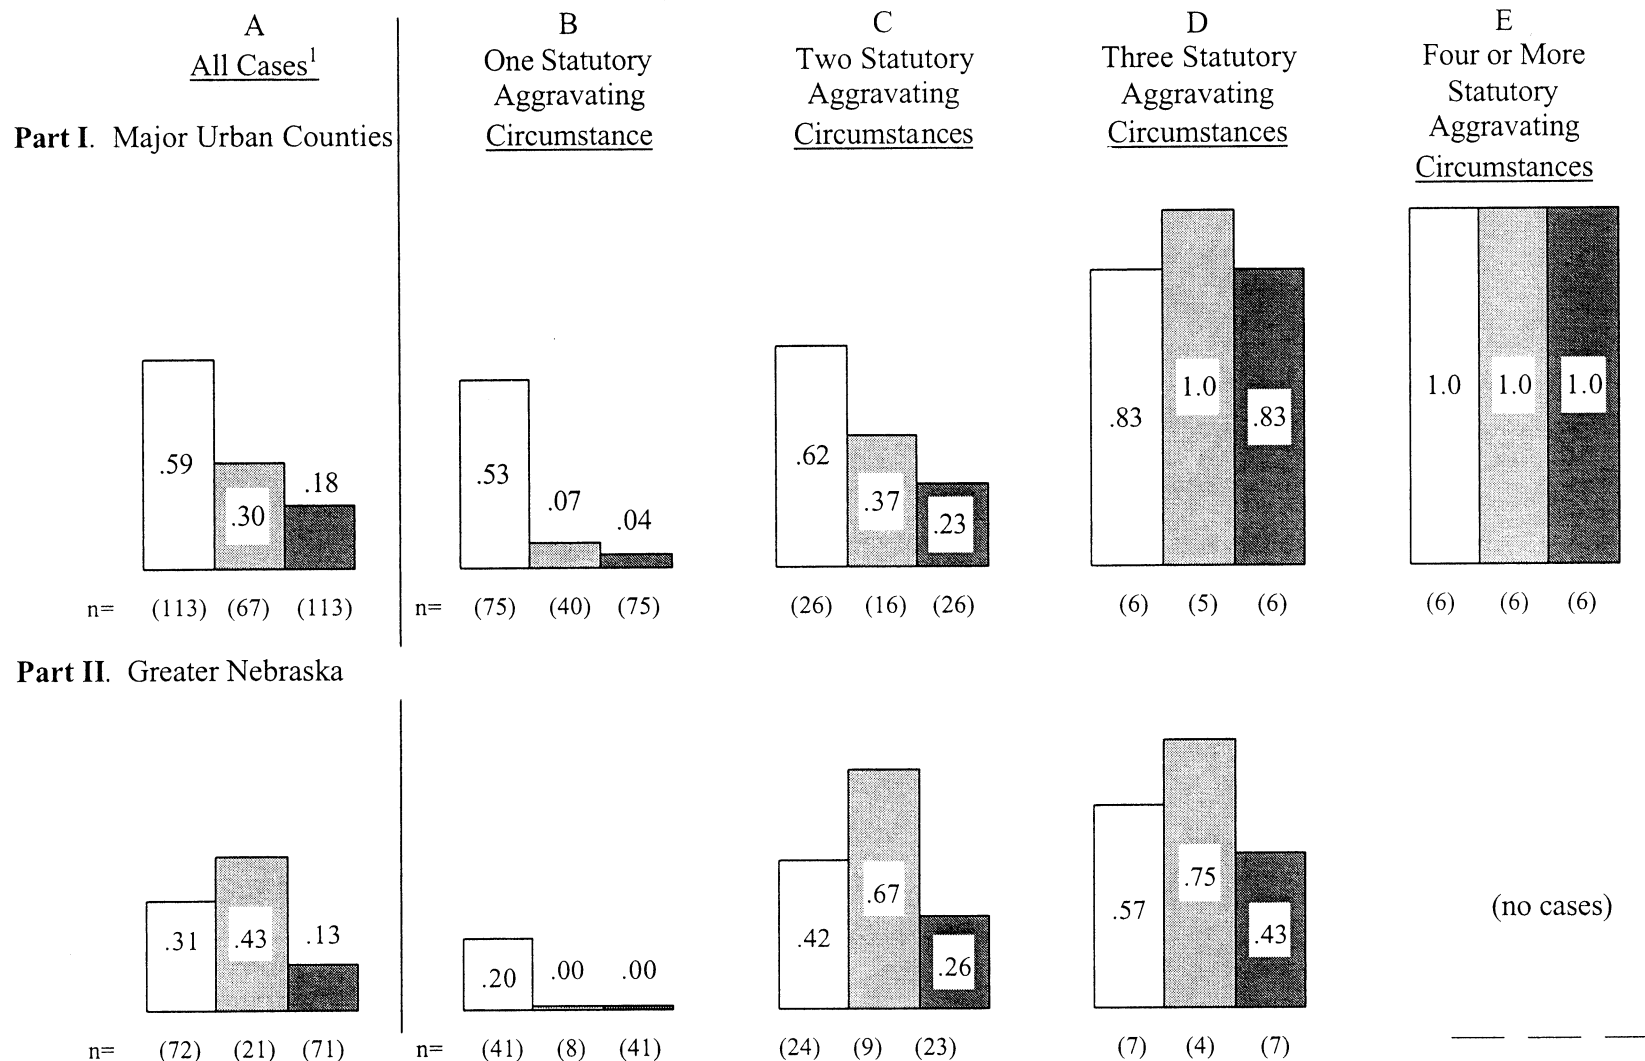 A
All Cases1
B
One Statutory
Aggravating
Circumstance
C
Two Statutory
Aggravating
Circumstances
D
Three Statutory
Aggravating
Circumstances
E
Four or More
Statutory
Aggravating
Circumstances
Part I. Major Urban Counties
.59
.30
.18
.53
.07
.04
.62
.37
.23
.83
1.0
.83
1.0
1.0
1.0
n= (113) (67) (113)
n= (75) (40) (75)
(26) (16) (26)
(6) (5) (6)
(6) (6) (6)
Part II. Greater Nebraska
.31
.43
.13
.20
.00
.00
.42
.67
.26
.57
.75
.43
(no cases)
n= (72) (21) (71)
n= (41) (8) (41)
(24) (9) (23)
(7) (4) (7)